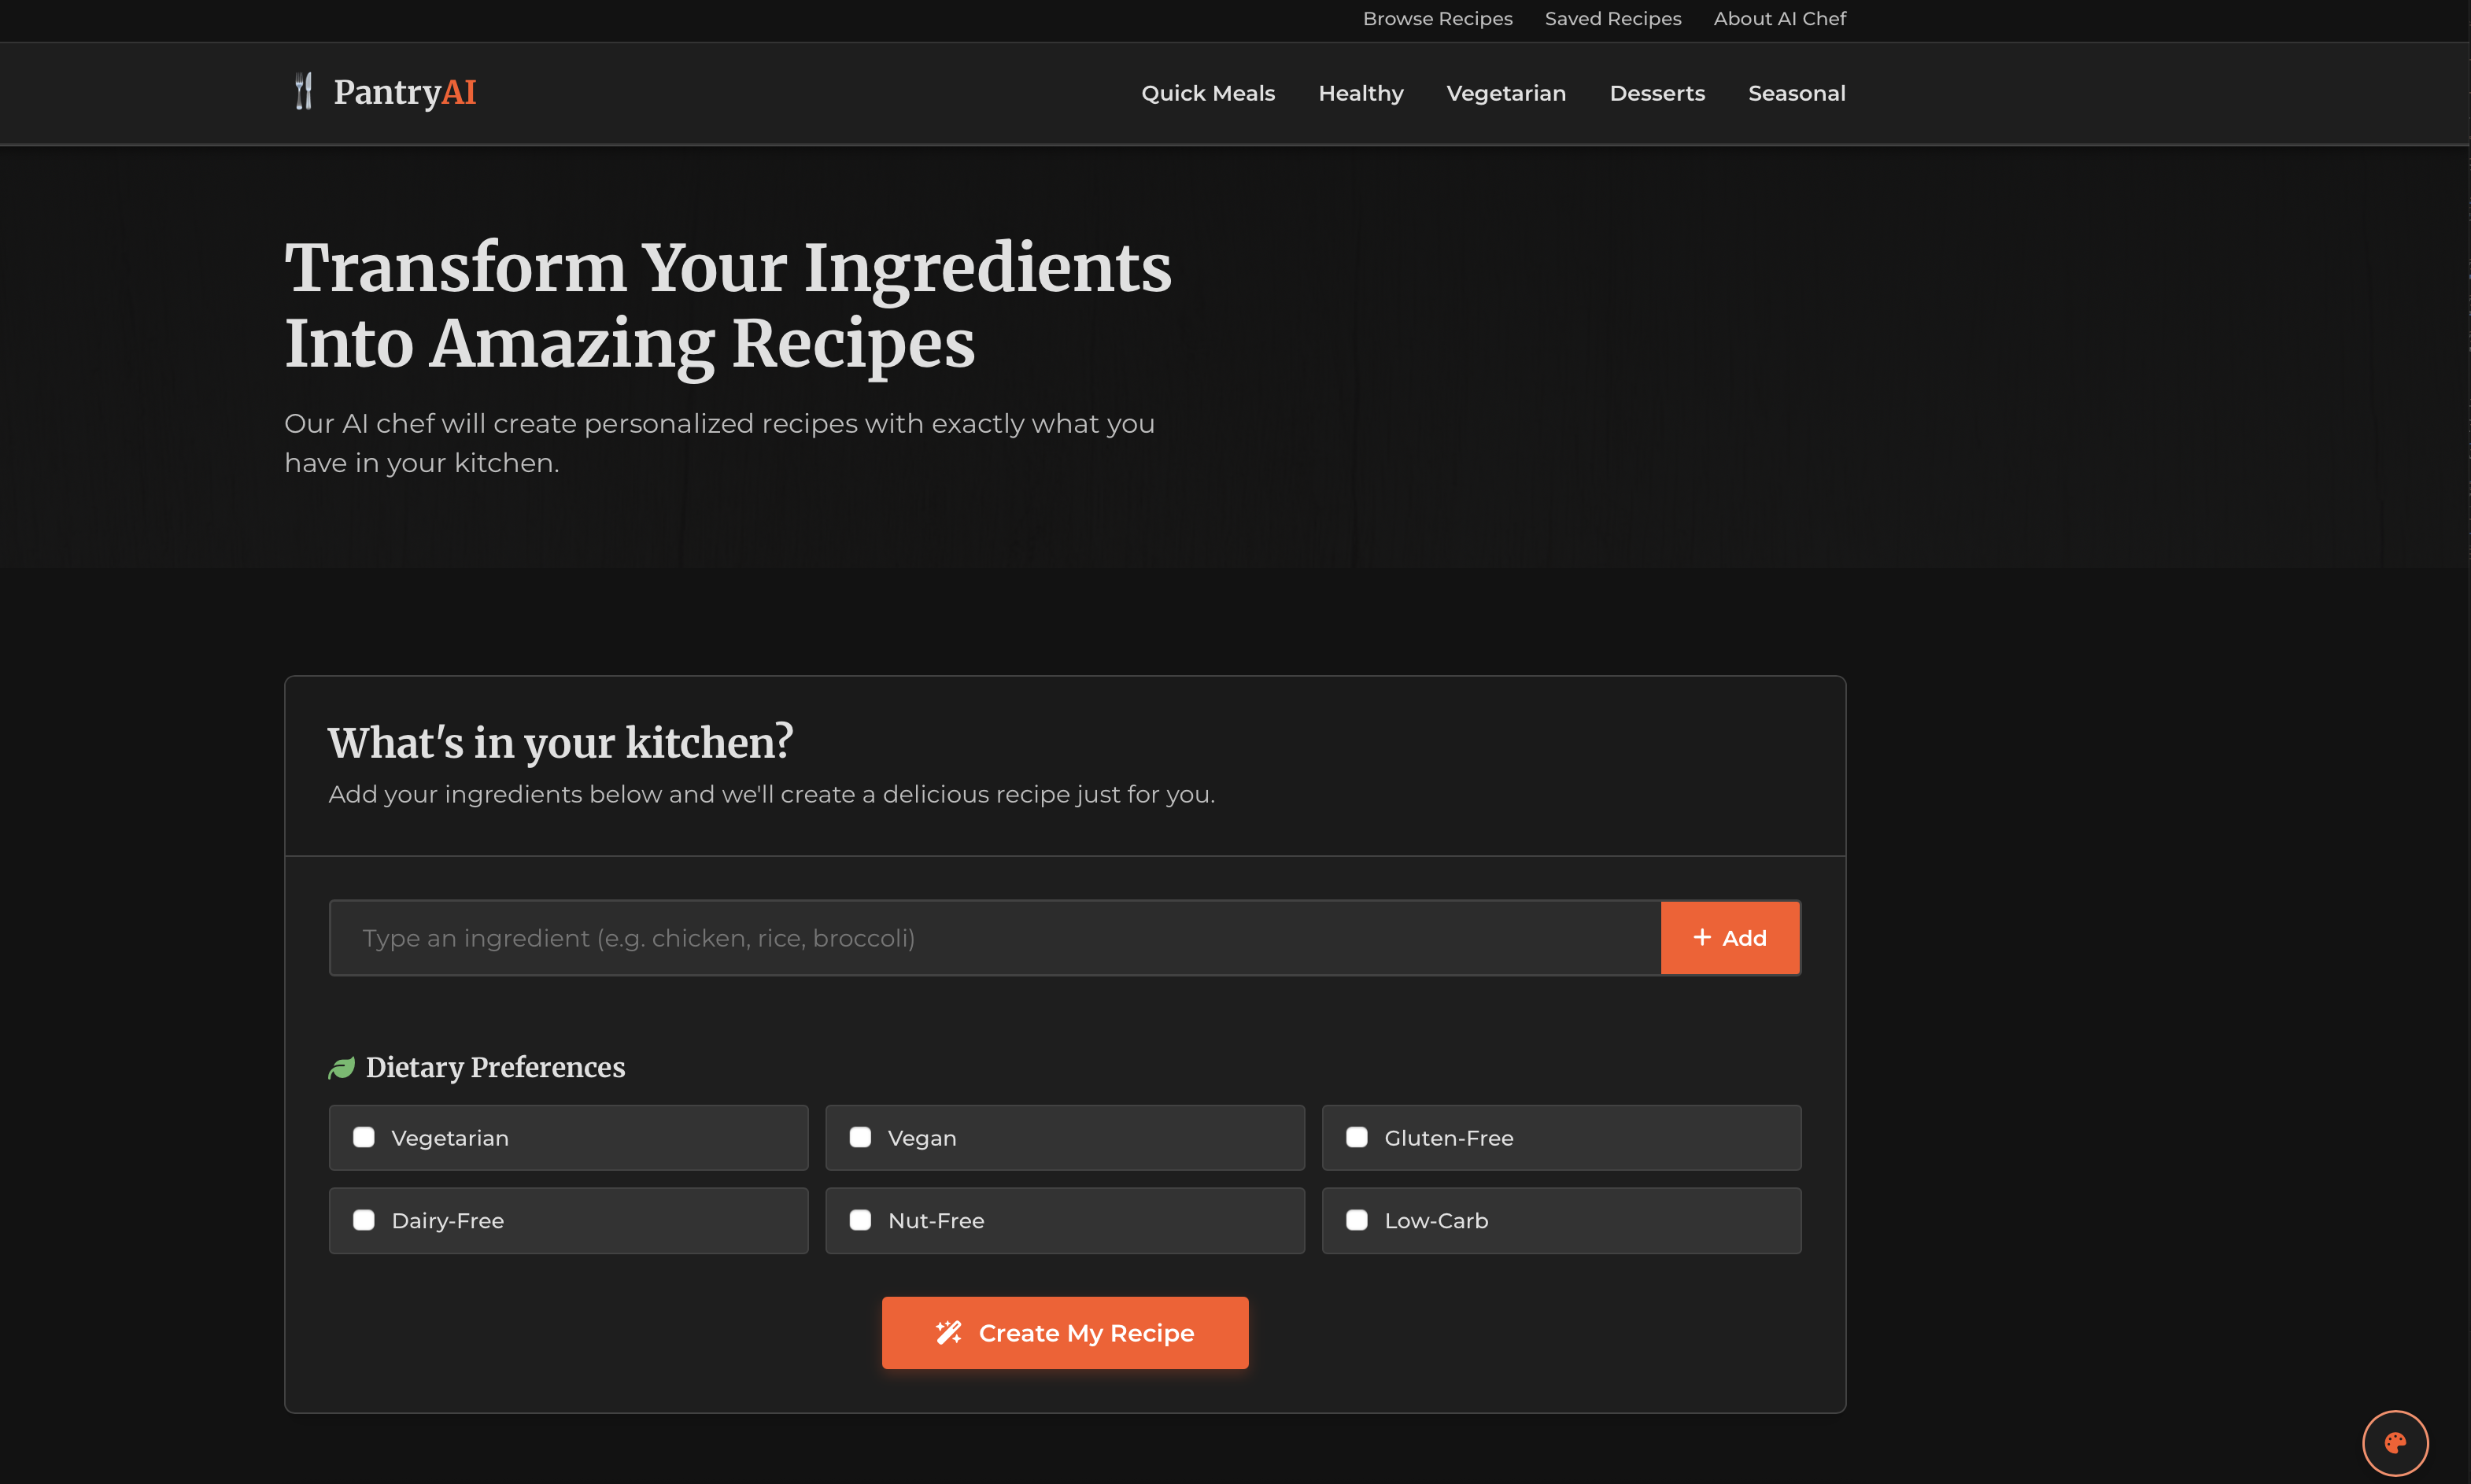 Browse Recipes Saved Recipes About AI Chef
PantryAI Quick Meals Healthy Vegetarian Desserts Seasonal
Transform Your Ingredients
Into Amazing Recipes
Our AI chef will create personalized recipes with exactly what you
have in your kitchen.
What's in your kitchen?
Add your ingredients below and we'll create a delicious recipe just for you.
Type an ingredient (e.g. chicken, rice, broccoli) + Add
Dietary Preferences
Vegetarian Vegan Gluten-Free
Dairy-Free Nut-Free Low-Carb
Create My Recipe